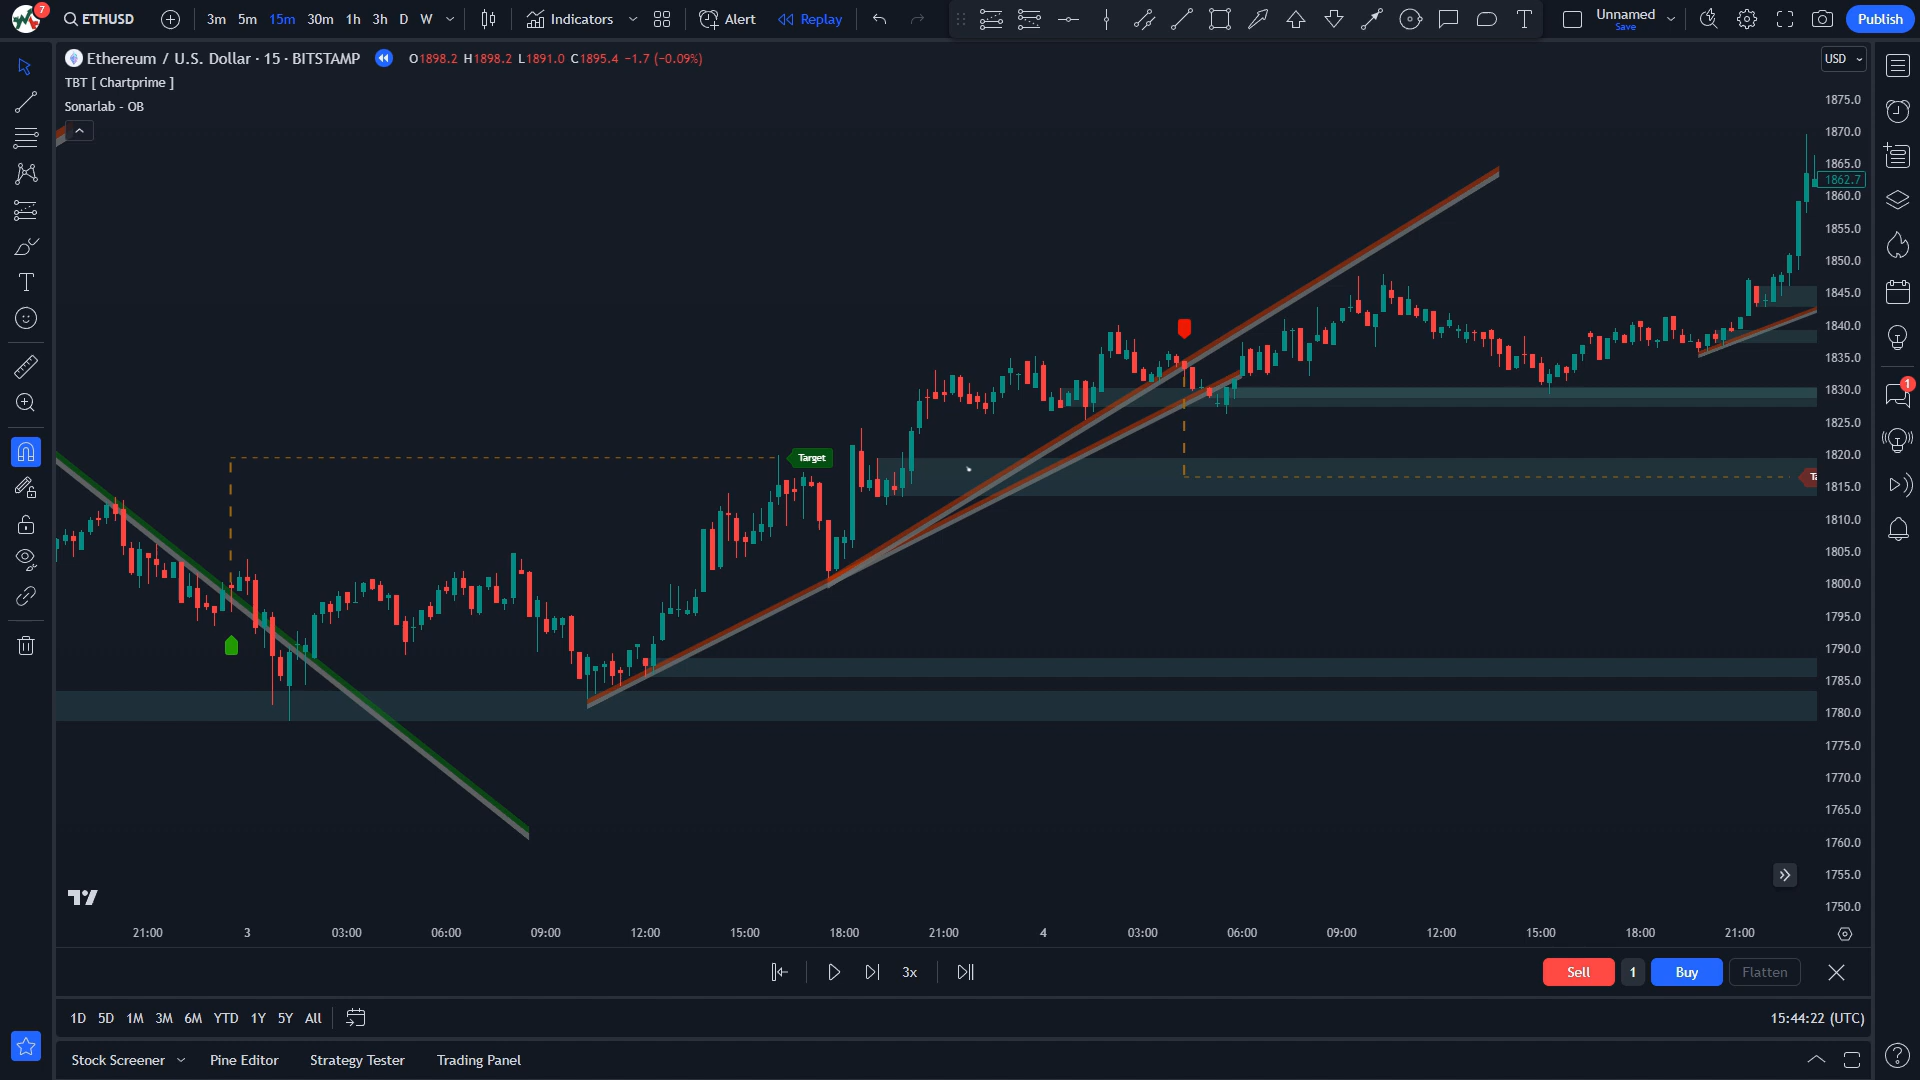 7 ETHUSD 3m 5m 15m 30m 1h 3h D W Indicators Alert Replay Unnamed Save Publish
Ethereum / U.S. Dollar · 15 · BITSTAMP O1898.2 H1898.2 L1891.0 C1895.4 −1.7 (−0.09%) USD
TBT [ Chartprime ]
Sonarlab - OB
1875.0
1870.0
1865.0
1862.7
1860.0
1855.0
1850.0
1845.0
1840.0
1835.0
1830.0
1
1825.0
Target
1820.0
Ta
1815.0
1810.0
1805.0
1800.0
1795.0
1790.0
1785.0
1780.0
1775.0
1770.0
1765.0
1760.0
1755.0
1750.0
21:00 3 03:00 06:00 09:00 12:00 15:00 18:00 21:00 4 03:00 06:00 09:00 12:00 15:00 18:00 21:00
3x Sell 1 Buy Flatten
1D 5D 1M 3M 6M YTD 1Y 5Y All 15:44:22 (UTC)
Stock Screener Pine Editor Strategy Tester Trading Panel